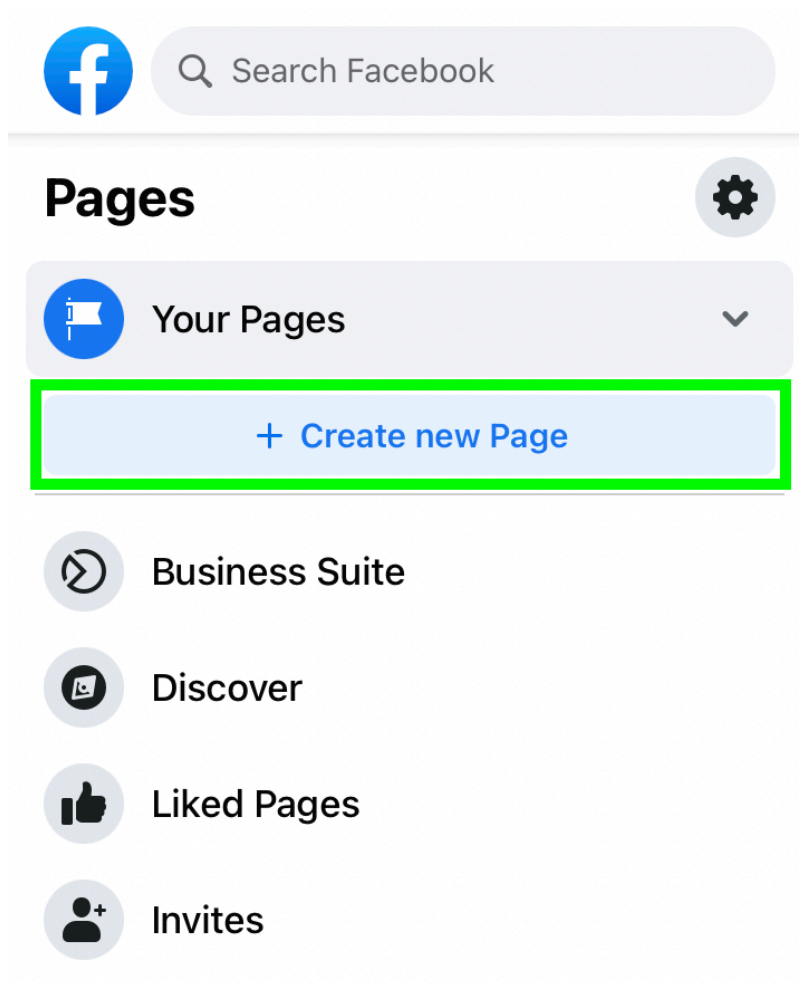 Search Facebook
Pages
Your Pages
+ Create new Page
Business Suite
Discover
Liked Pages
Invites